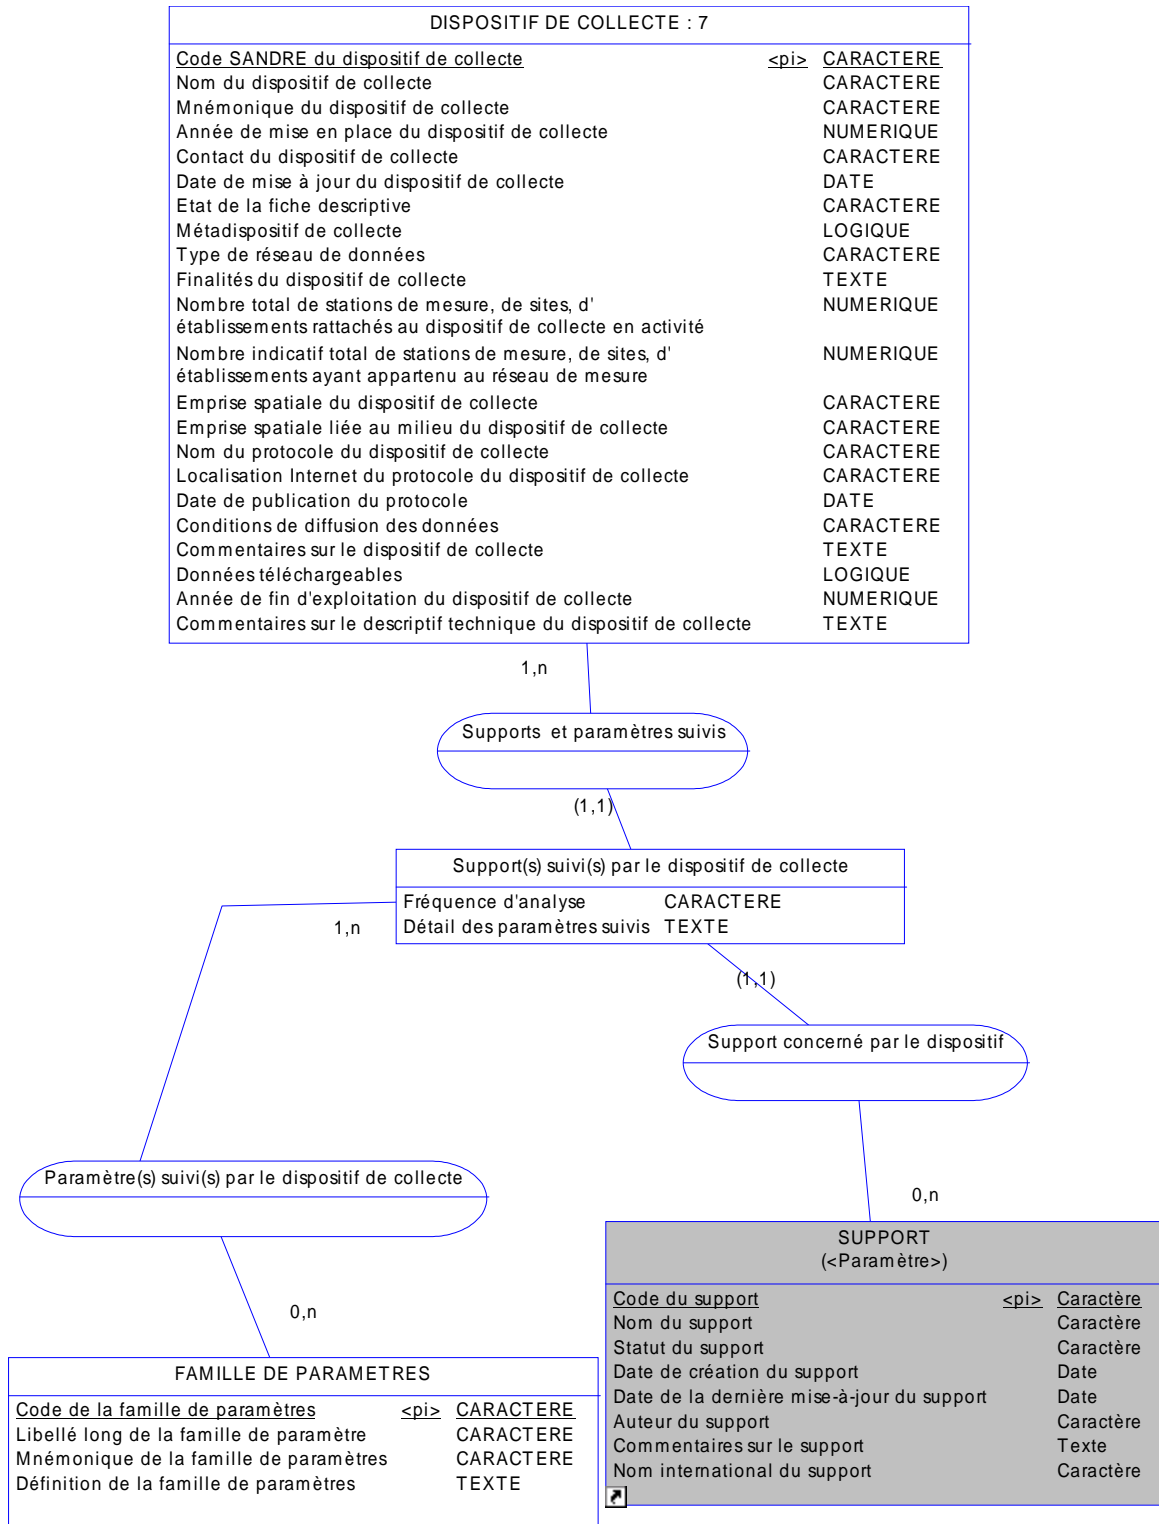 DISPOSITIF DE COLLECTE : 7
Code SANDRE du dispositif de collecte <pi> CARACTERE
Nom du dispositif de collecte CARACTERE
Mnémonique du dispositif de collecte CARACTERE
Année de mise en place du dispositif de collecte NUMERIQUE
Contact du dispositif de collecte CARACTERE
Date de mise à jour du dispositif de collecte DATE
Etat de la fiche descriptive CARACTERE
Métadispositif de collecte LOGIQUE
Type de réseau de données CARACTERE
Finalités du dispositif de collecte TEXTE
Nombre total de stations de mesure, de sites, d' NUMERIQUE
établissements rattachés au dispositif de collecte en activité
Nombre indicatif total de stations de mesure, de sites, d' NUMERIQUE
établissements ayant appartenu au réseau de mesure
Emprise spatiale du dispositif de collecte CARACTERE
Emprise spatiale liée au milieu du dispositif de collecte CARACTERE
Nom du protocole du dispositif de collecte CARACTERE
Localisation Internet du protocole du dispositif de collecte CARACTERE
Date de publication du protocole DATE
Conditions de diffusion des données CARACTERE
Commentaires sur le dispositif de collecte TEXTE
Données téléchargeables LOGIQUE
Année de fin d'exploitation du dispositif de collecte NUMERIQUE
Commentaires sur le descriptif technique du dispositif de collecte TEXTE
1,n
Supports et paramètres suivis
(1,1)
Support(s) suivi(s) par le dispositif de collecte
Fréquence d'analyse CARACTERE
Détail des paramètres suivis TEXTE
1,n
(1,1)
Support concerné par le dispositif
Paramètre(s) suivi(s) par le dispositif de collecte
0,n
0,n
SUPPORT
(<Paramètre>)
Code du support <pi> Caractère
Nom du support Caractère
Statut du support Caractère
Date de création du support Date
Date de la dernière mise-à-jour du support Date
Auteur du support Caractère
Commentaires sur le support Texte
Nom international du support Caractère
FAMILLE DE PARAMETRES
Code de la famille de paramètres <pi> CARACTERE
Libellé long de la famille de paramètre CARACTERE
Mnémonique de la famille de paramètres CARACTERE
Définition de la famille de paramètres TEXTE